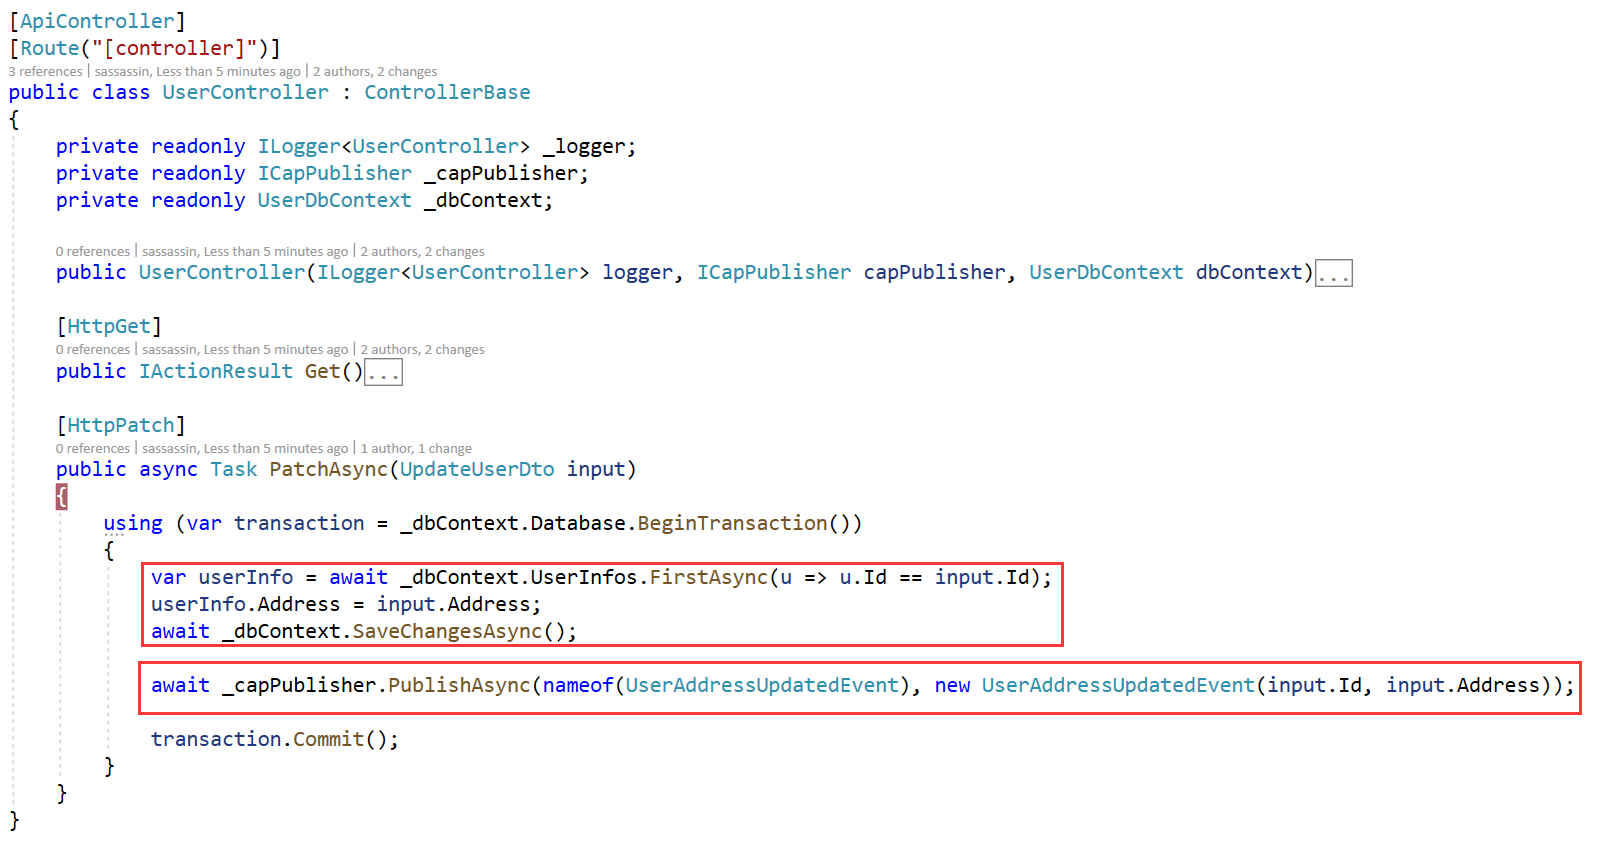 [ApiController]
[Route("[controller]")]
3 references | sassassin, Less than 5 minutes ago | 2 authors, 2 changes
public class UserController : ControllerBase
{
    private readonly ILogger<UserController> _logger;
    private readonly ICapPublisher _capPublisher;
    private readonly UserDbContext _dbContext;
    0 references | sassassin, Less than 5 minutes ago | 2 authors, 2 changes
    public UserController(ILogger<UserController> logger, ICapPublisher capPublisher, UserDbContext dbContext)...
    [HttpGet]
    0 references | sassassin, Less than 5 minutes ago | 2 authors, 2 changes
    public IActionResult Get()...
    [HttpPatch]
    0 references | sassassin, Less than 5 minutes ago | 1 author, 1 change
    public async Task PatchAsync(UpdateUserDto input)
    {
        using (var transaction = _dbContext.Database.BeginTransaction())
        {
            var userInfo = await _dbContext.UserInfos.FirstAsync(u => u.Id == input.Id);
            userInfo.Address = input.Address;
            await _dbContext.SaveChangesAsync();
            await _capPublisher.PublishAsync(nameof(UserAddressUpdatedEvent), new UserAddressUpdatedEvent(input.Id, input.Address));
            transaction.Commit();
        }
    }
}